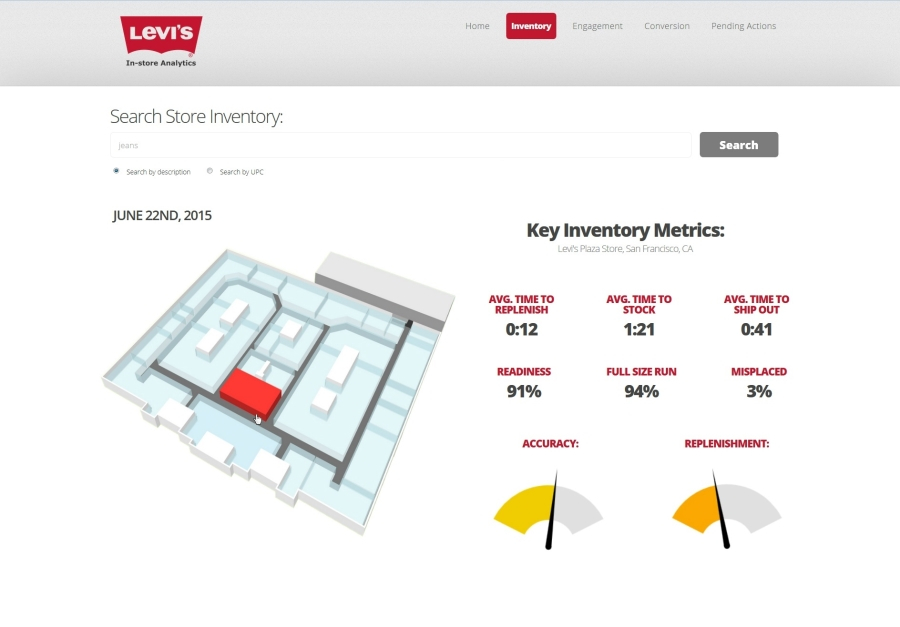 LEVI'S
®
In-store Analytics
Home
Inventory
Engagement
Conversion
Pending Actions
Search Store Inventory:
jeans
Search
Search by description
Search by UPC
JUNE 22ND, 2015
Key Inventory Metrics:
Levi's Plaza Store, San Francisco, CA
AVG. TIME TO
REPLENISH
0:12
AVG. TIME TO
STOCK
1:21
AVG. TIME TO
SHIP OUT
0:41
READINESS
91%
FULL SIZE RUN
94%
MISPLACED
3%
ACCURACY:
REPLENISHMENT: